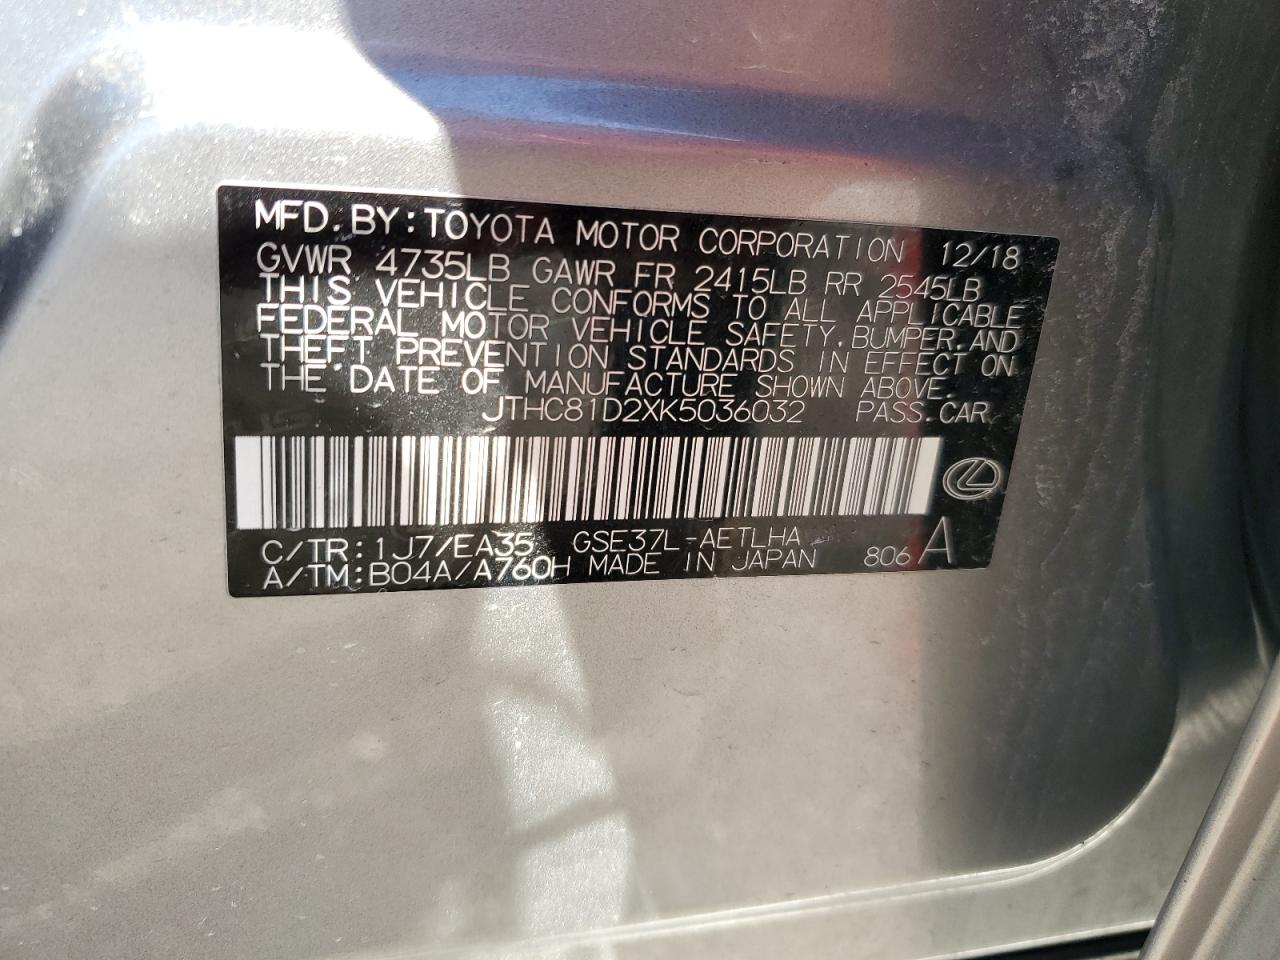 MFD. BY: TOYOTA MOTOR CORPORATION 12/18
GVWR 4735LB GAWR FR 2415LB RR 2545LB
THIS VEHICLE CONFORMS TO ALL APPLICABLE
FEDERAL MOTOR VEHICLE SAFETY, BUMPER, AND
THEFT PREVENTION STANDARDS IN EFFECT ON
THE DATE OF MANUFACTURE SHOWN ABOVE.
JTHC81D2XK5036032 PASS. CAR
C/TR: 1J7/EA35 GSE37L-AETLHA
A/TM: B04A/A760H MADE IN JAPAN 806 A